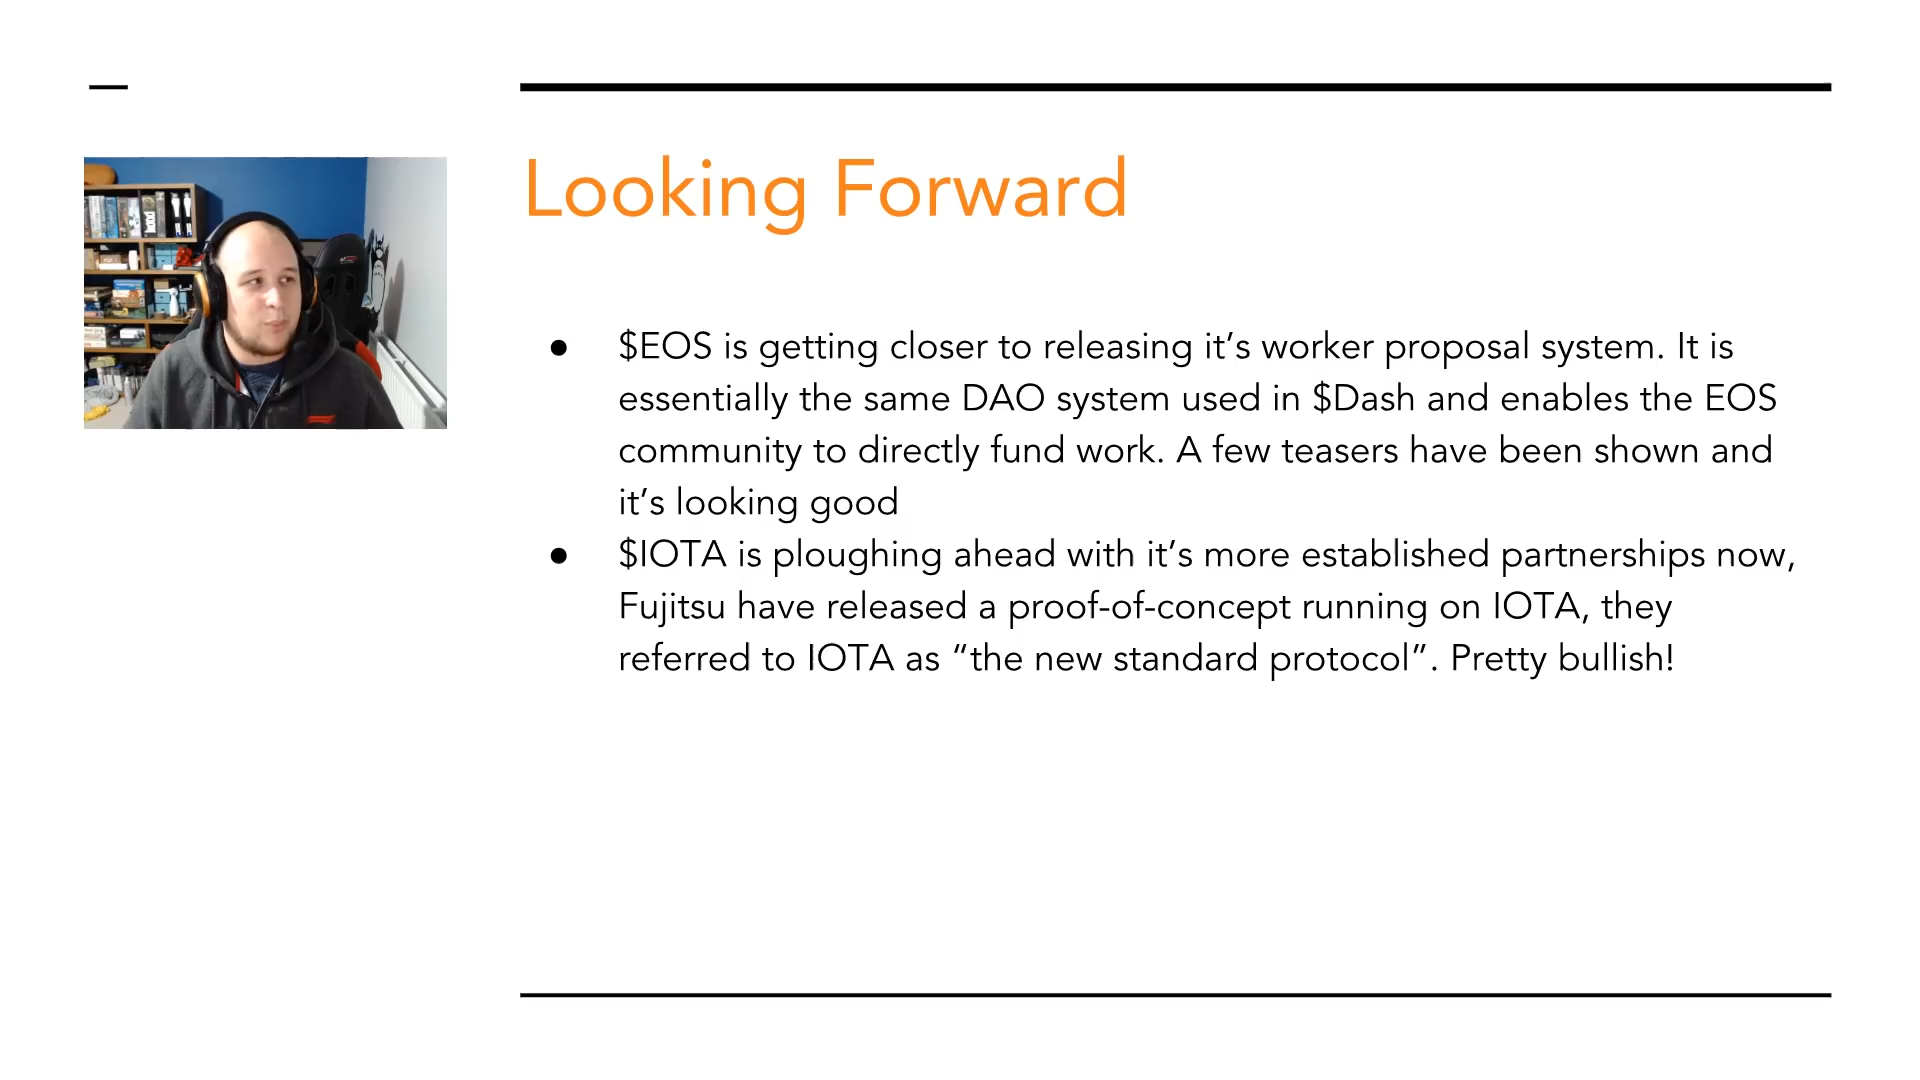 Looking Forward
● $EOS is getting closer to releasing it’s worker proposal system. It is
essentially the same DAO system used in $Dash and enables the EOS
community to directly fund work. A few teasers have been shown and
it’s looking good
● $IOTA is ploughing ahead with it’s more established partnerships now,
Fujitsu have released a proof-of-concept running on IOTA, they
referred to IOTA as “the new standard protocol”. Pretty bullish!